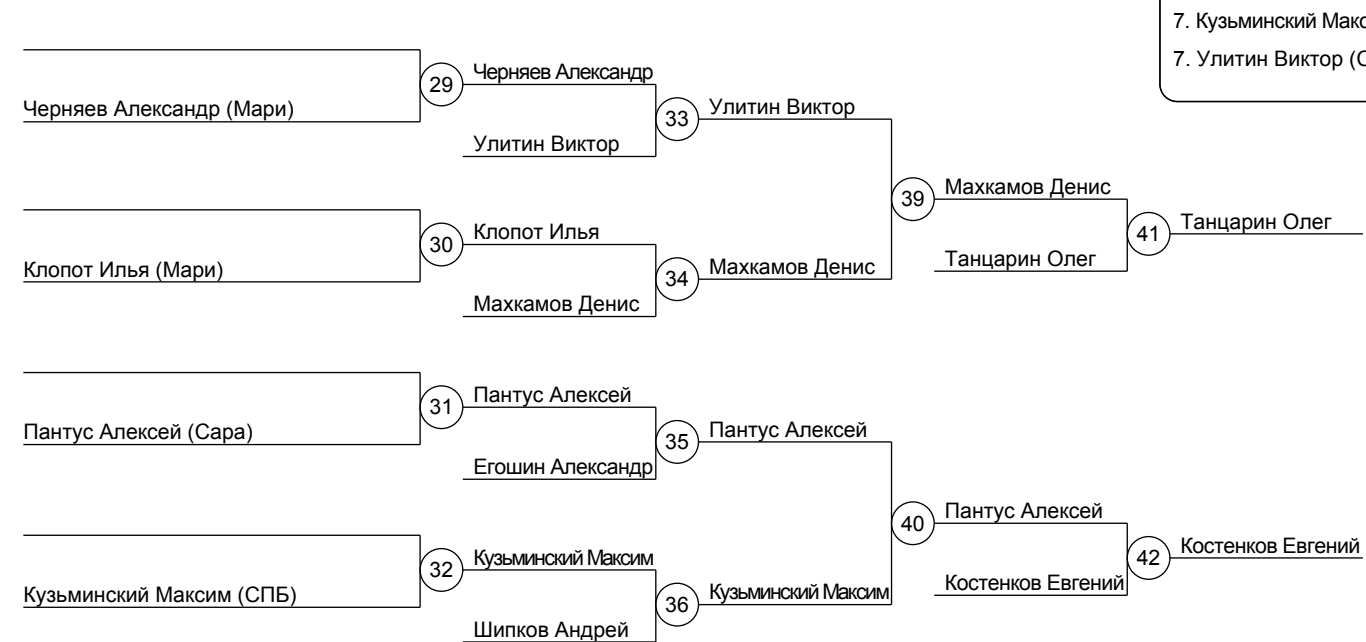 7. Кузьминский
7. Улитин Виктор
Черняев Александр (Мари)
29
Черняев Александр
Улитин Виктор
33
Улитин Виктор
Клопот Илья (Мари)
30
Клопот Илья
Махкамов Денис
34
Махкамов Денис
39
Махкамов Денис
Танцарин Олег
41
Танцарин Олег
Пантус Алексей (Сара)
31
Пантус Алексей
Егошин Александр
35
Пантус Алексей
Кузьминский Максим (СПБ)
32
Кузьминский Максим
Шипков Андрей
36
Кузьминский Максим
40
Пантус Алексей
Костенков Евгений
42
Костенков Евгений